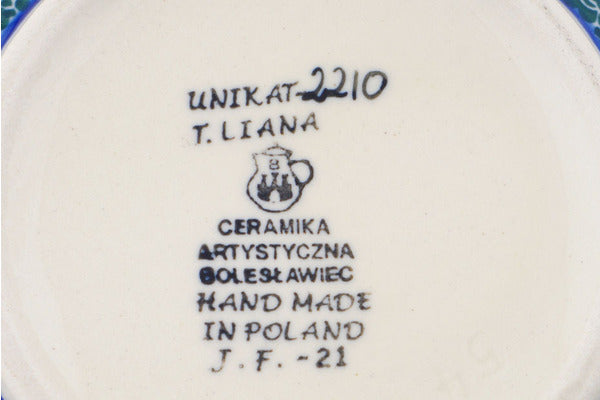 UNIKAT-2210
T. LIANA
B
CERAMIKA
ARTYSTYCZNA
BOLESŁAWIEC
HAND MADE
IN POLAND
J. F. -21